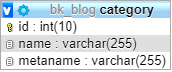 bk_blog category
id : int(10)
name : varchar(255)
metaname : varchar(255)